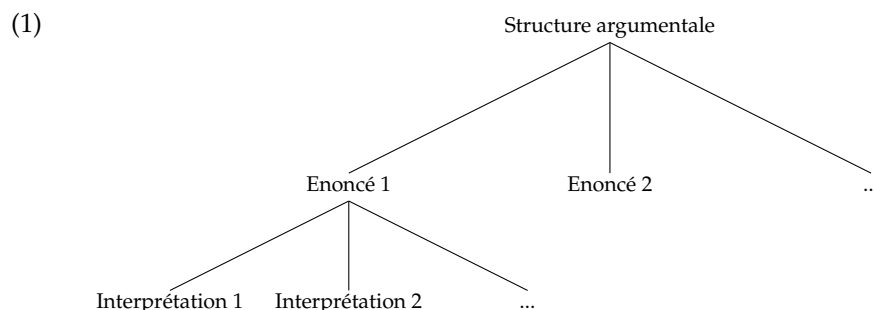 (1)
Structure argumentale
Enoncé 1 Enoncé 2 ..
Interprétation 1 Interprétation 2 ...